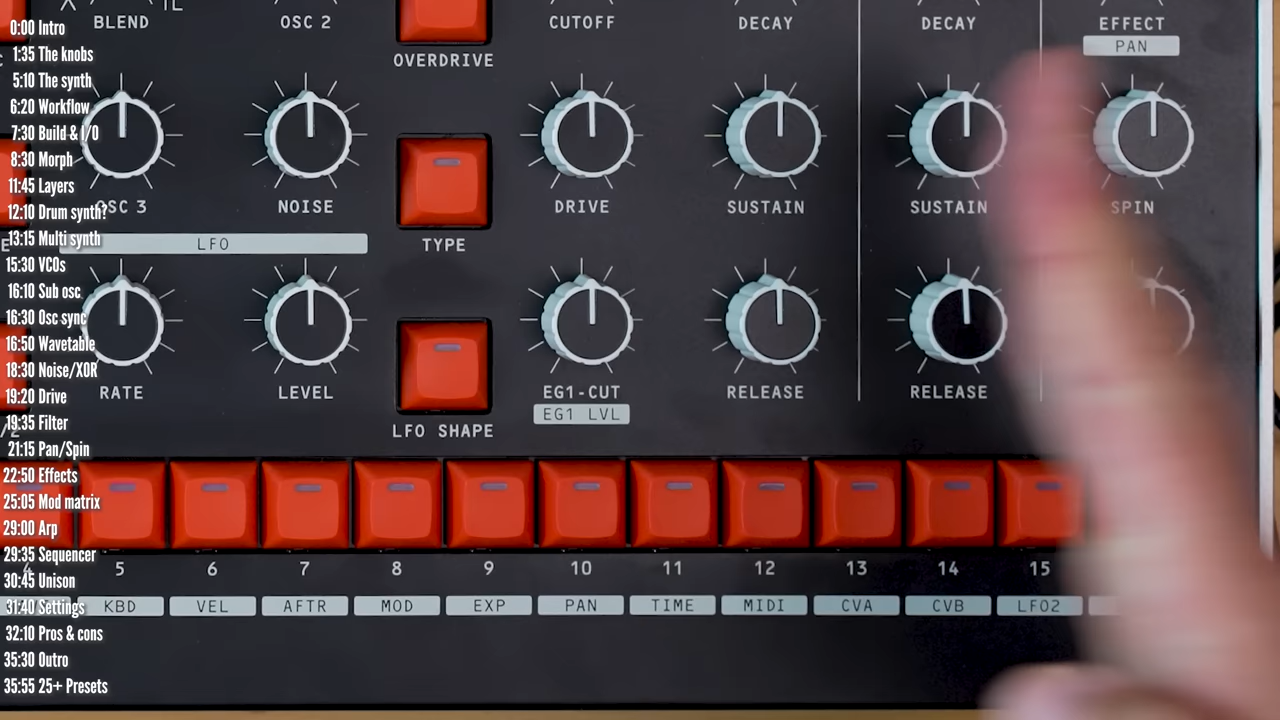 BLEND
OSC 2
CUTOFF
DECAY
DECAY
EFFECT
PAN
OVERDRIVE
OSC 3
NOISE
DRIVE
SUSTAIN
SUSTAIN
SPIN
LFO
TYPE
RATE
LEVEL
EG1-CUT
RELEASE
RELEASE
EG1 LVL
LFO SHAPE
4 5 6 7 8 9 10 11 12 13 14 15
KBD VEL AFTR MOD EXP PAN TIME MIDI CVA CVB LFO2
0:00 Intro
1:35 The knobs
5:10 The synth
6:20 Workflow
7:30 Build & I/O
8:30 Morph
11:45 Layers
12:10 Drum synth?
13:15 Multi synth
15:30 VCOs
16:10 Sub osc
16:30 Osc sync
16:50 Wavetable
18:30 Noise/XOR
19:20 Drive
19:35 Filter
21:15 Pan/Spin
22:50 Effects
25:05 Mod matrix
29:00 Arp
29:35 Sequencer
30:45 Unison
31:40 Settings
32:10 Pros & cons
35:30 Outro
35:55 25+ Presets